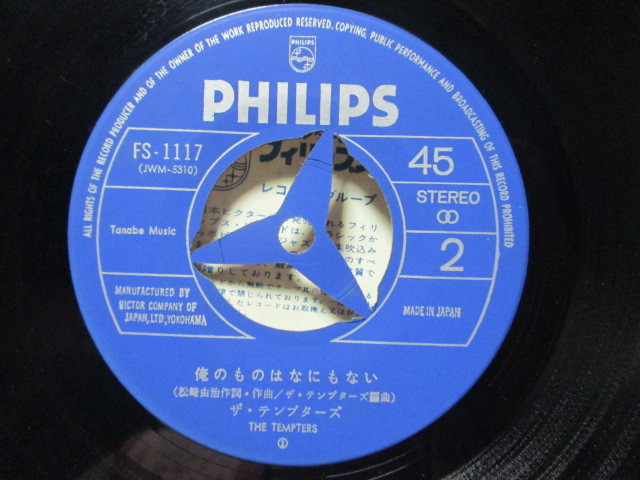 ALL RIGHTS OF THE RECORD PRODUCER AND OF THE OWNER OF THE WORK REPRODUCED RESERVED. COPYING, PUBLIC PERFORMANCE AND BROADCASTING OF THIS RECORD PROHIBITED
PHILIPS
PHILIPS
FS-1117
(JWM-5310)
45
STEREO
2
Tanabe Music
MANUFACTURED BY
VICTOR COMPANY OF
JAPAN, LTD, YOKOHAMA
MADE IN JAPAN
俺のものはなにもない
(松崎由治作詞・作曲/ザ・テンプターズ編曲)
ザ・テンプターズ
THE TEMPTERS
①